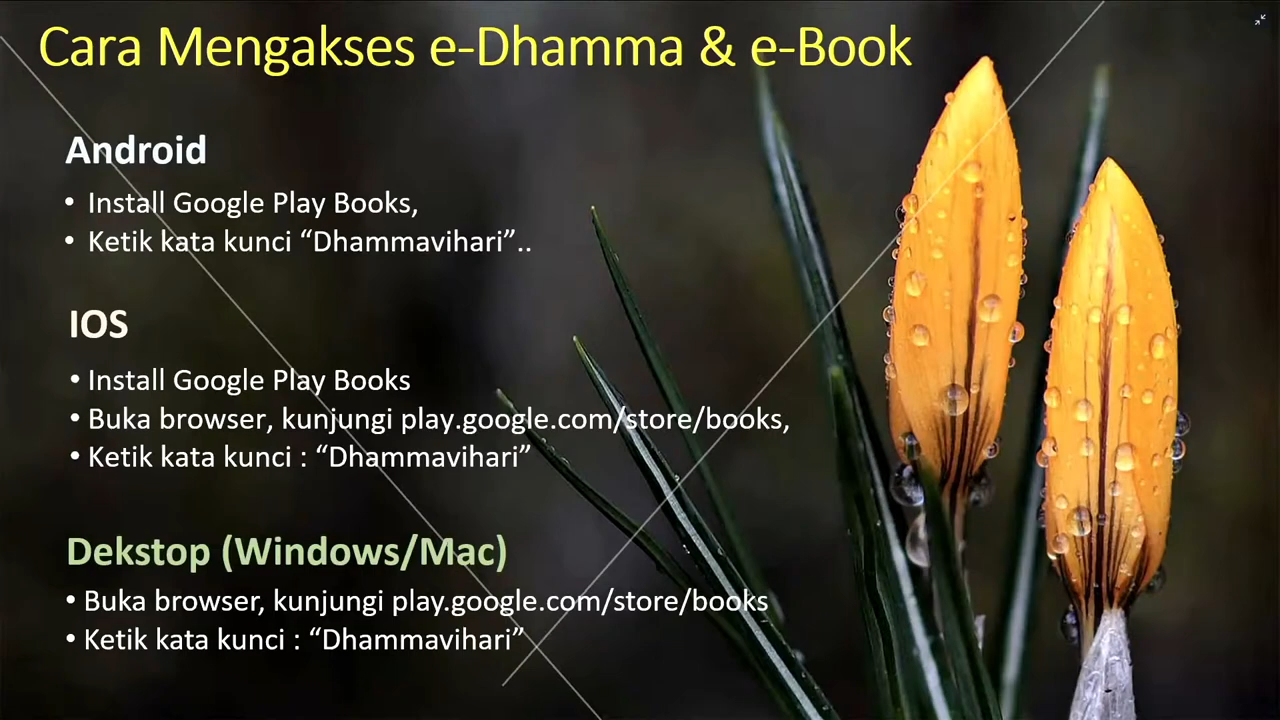 Cara Mengakses e-Dhamma & e-Book
Android
• Install Google Play Books,
• Ketik kata kunci “Dhammavihari”..
IOS
• Install Google Play Books
• Buka browser, kunjungi play.google.com/store/books,
• Ketik kata kunci : “Dhammavihari”
Dekstop (Windows/Mac)
• Buka browser, kunjungi play.google.com/store/books
• Ketik kata kunci : “Dhammavihari”